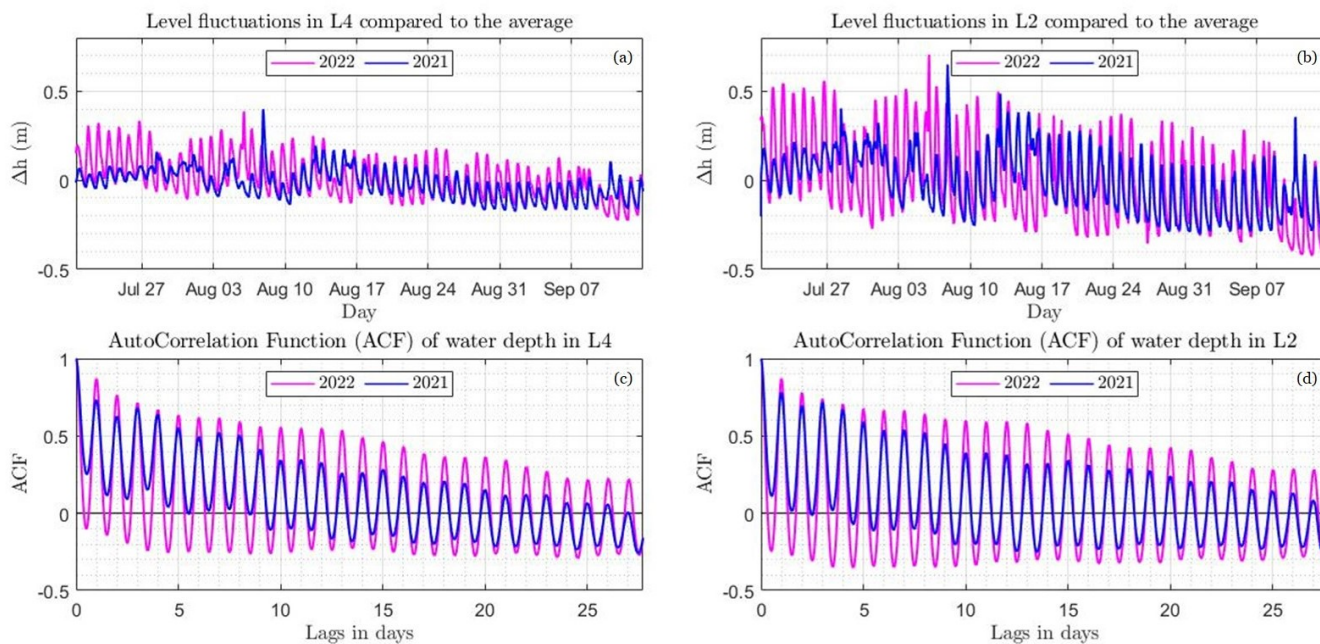 Level fluctuations in L4 compared to the average
2022 2021
(a)
0.5
0
-0.5
Δh (m)
Jul 27 Aug 03 Aug 10 Aug 17 Aug 24 Aug 31 Sep 07
Day
Level fluctuations in L2 compared to the average
2022 2021
(b)
0.5
0
-0.5
Δh (m)
Jul 27 Aug 03 Aug 10 Aug 17 Aug 24 Aug 31 Sep 07
Day
AutoCorrelation Function (ACF) of water depth in L4
2022 2021
(c)
1
0.5
0
-0.5
ACF
0 5 10 15 20 25
Lags in days
AutoCorrelation Function (ACF) of water depth in L2
2022 2021
(d)
1
0.5
0
-0.5
ACF
0 5 10 15 20 25
Lags in days